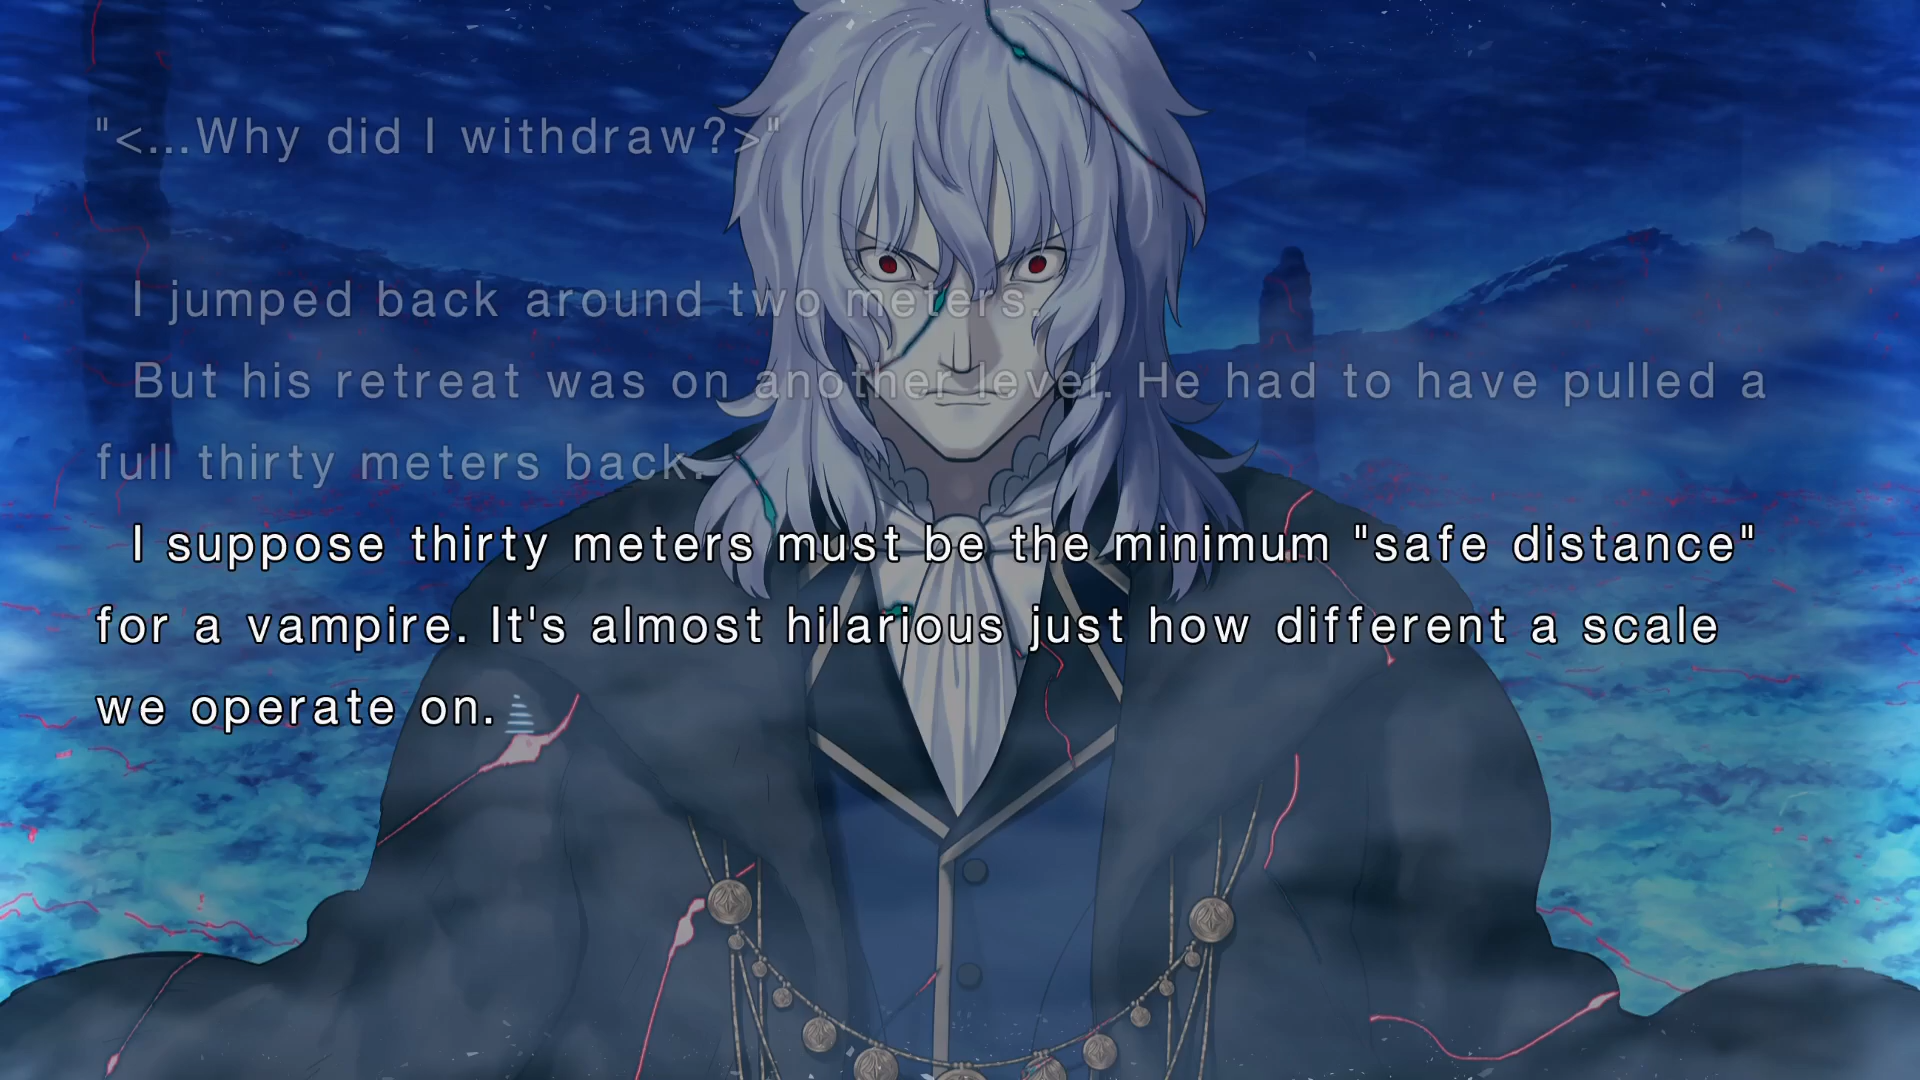 "<...Why did I withdraw?>"
I jumped back around two meters.
But his retreat was on another level. He had to have pulled a
full thirty meters back.
I suppose thirty meters must be the minimum "safe distance"
for a vampire. It's almost hilarious just how different a scale
we operate on.